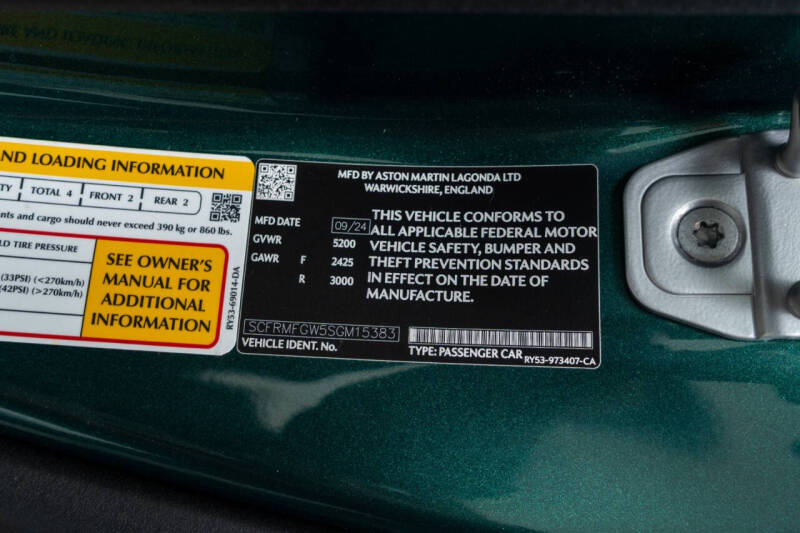 ND LOADING INFORMATION
TOTAL 4 FRONT 2 REAR 2
nts and cargo should never exceed 390 kg or 860 lbs.
LD TIRE PRESSURE
(33PSI) (<270km/h)
(42PSI) (>270km/h)
SEE OWNER'S
MANUAL FOR
ADDITIONAL
INFORMATION
RY53-69014-DA
MFD BY ASTON MARTIN LAGONDA LTD
WARWICKSHIRE, ENGLAND
MFD DATE 09/24
GVWR 5200
GAWR F 2425
R 3000
THIS VEHICLE CONFORMS TO
ALL APPLICABLE FEDERAL MOTOR
VEHICLE SAFETY, BUMPER AND
THEFT PREVENTION STANDARDS
IN EFFECT ON THE DATE OF
MANUFACTURE.
SCFRMFGW5SGM15383
VEHICLE IDENT. No.
TYPE: PASSENGER CAR
RY53-973407-CA